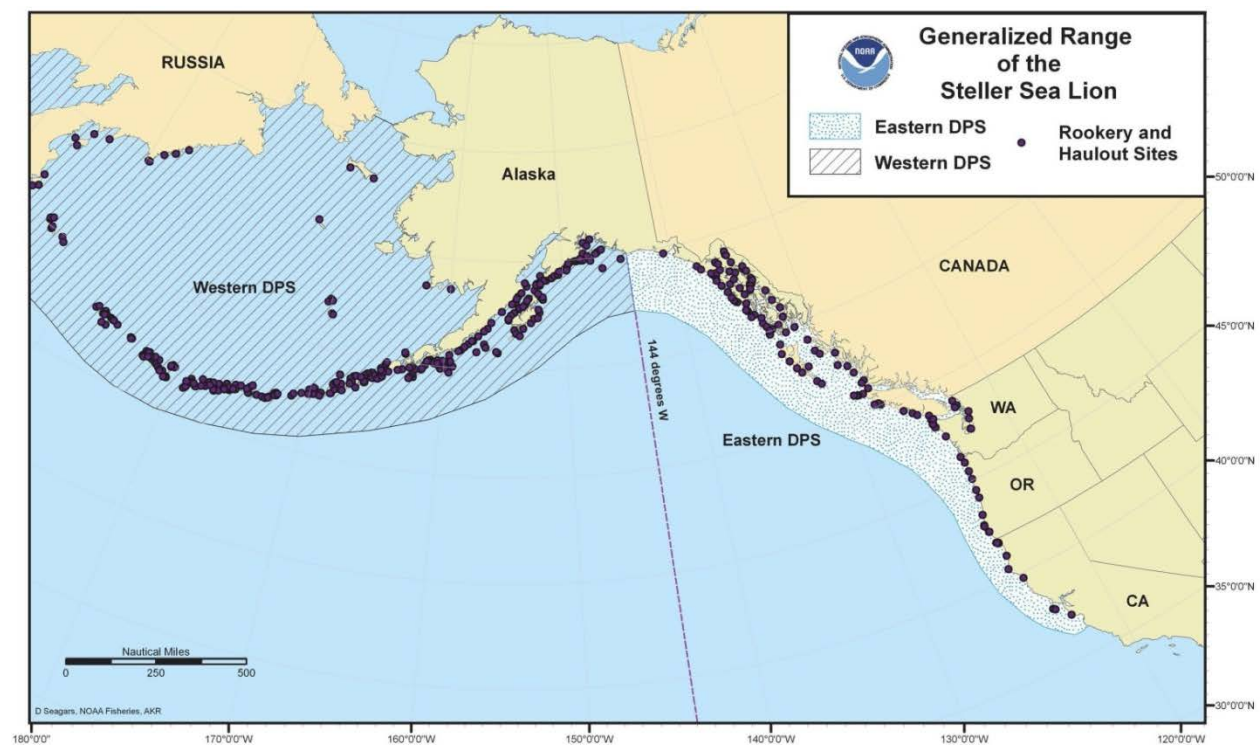 Generalized Range
of the
Steller Sea Lion
NOAA
Eastern DPS
Western DPS
Rookery and
Haulout Sites
RUSSIA
Alaska
CANADA
Western DPS
Eastern DPS
144 degrees W
WA
OR
CA
Nautical Miles
0 250 500
D Seagars, NOAA Fisheries, AKR
50°0'0"N
45°0'0"N
40°0'0"N
35°0'0"N
30°0'0"N
180°0'0"
170°0'0"W
160°0'0"W
150°0'0"W
140°0'0"W
130°0'0"W
120°0'0"W